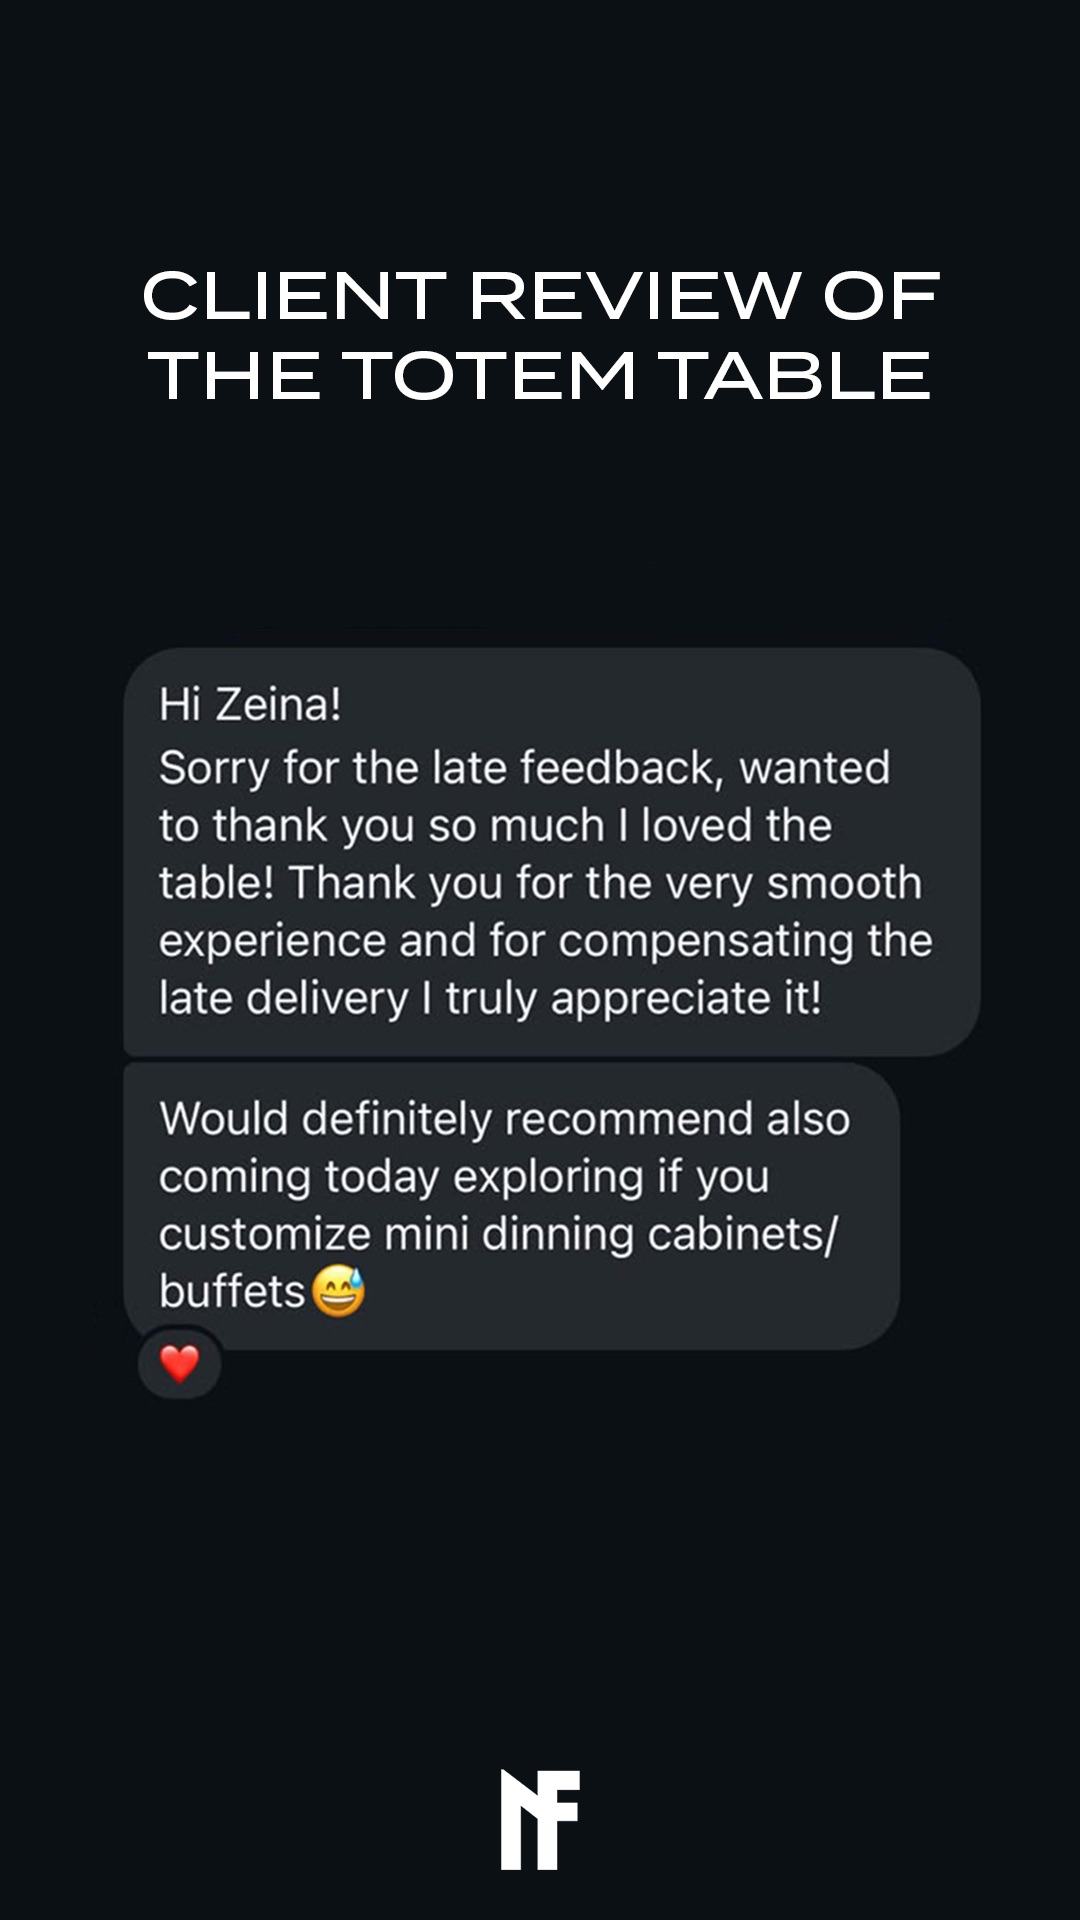 CLIENT REVIEW OF
THE TOTEM TABLE
Hi Zeina!
Sorry for the late feedback, wanted
to thank you so much I loved the
table! Thank you for the very smooth
experience and for compensating the
late delivery I truly appreciate it!
Would definitely recommend also
coming today exploring if you
customize mini dinning cabinets/
buffets😅
❤️
NF